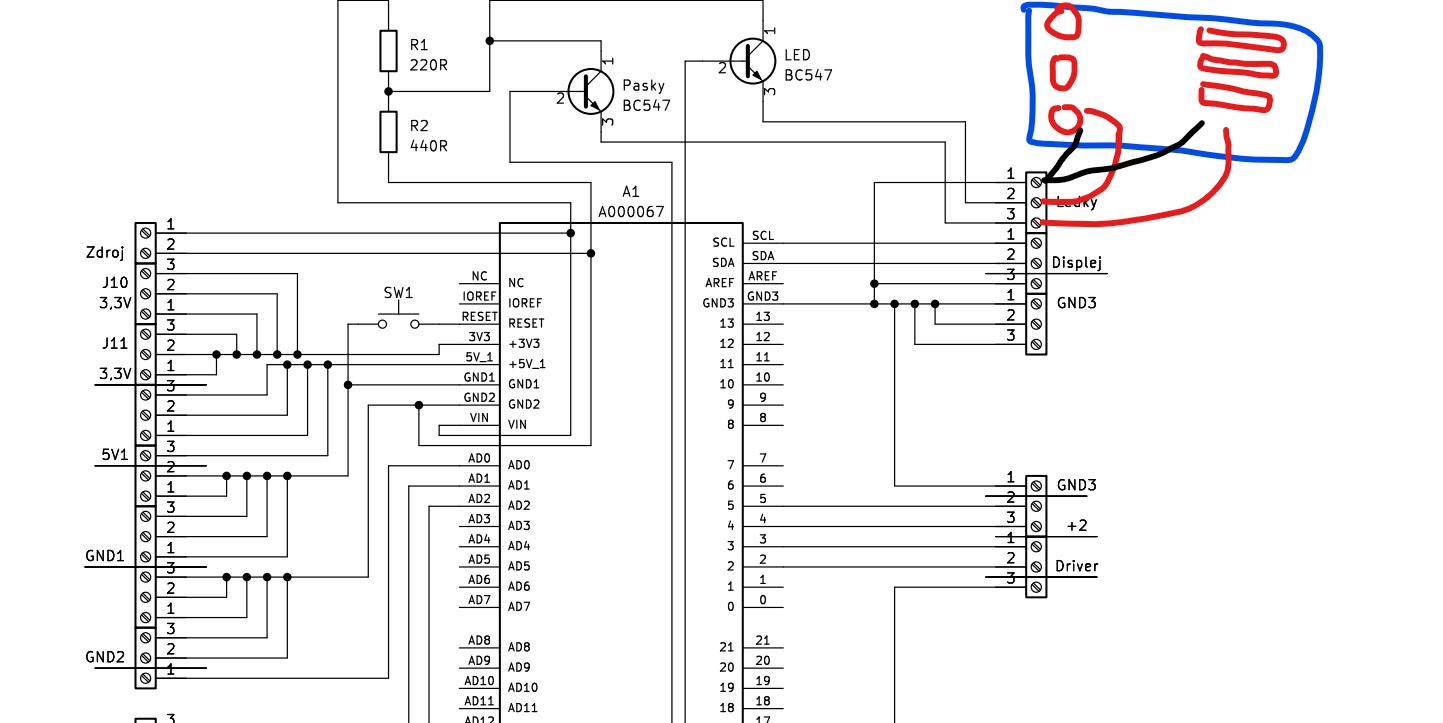 R1
220R
R2
440R
1
2
Pasky
BC547
3
1
2
LED
BC547
3
A1
A000067
Zdroj
1
2
J10
3,3V
3
2
1
J11
3,3V
3
2
1
3
2
1
5V1
3
2
1
3
2
GND1
1
3
2
1
GND2
3
2
1
3
SW1
NC NC
IOREF IOREF
RESET RESET
3V3 +3V3
5V_1 +5V_1
GND1 GND1
GND2 GND2
VIN VIN
AD0 AD0
AD1 AD1
AD2 AD2
AD3 AD3
AD4 AD4
AD5 AD5
AD6 AD6
AD7 AD7
AD8 AD8
AD9 AD9
AD10 AD10
AD11 AD11
AD12
SCL SCL
SDA SDA
AREF AREF
GND3 GND3
13 13
12 12
11 11
10 10
9 9
8 8
7 7
6 6
5 5
4 4
3 3
2 2
1 1
0 0
21 21
20 20
19 19
18 18
17
1
2 Ledky
3
1
2 Displej
3
1 GND3
2
3
1 GND3
2
3 +2
1
2 Driver
3